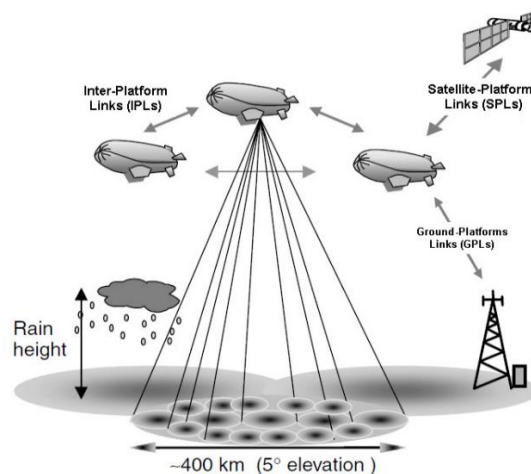 Inter-Platform
Links (IPLs)
Satellite-Platform
Links (SPLs)
Ground-Platforms
Links (GPLs)
Rain
height
~400 km (5° elevation )